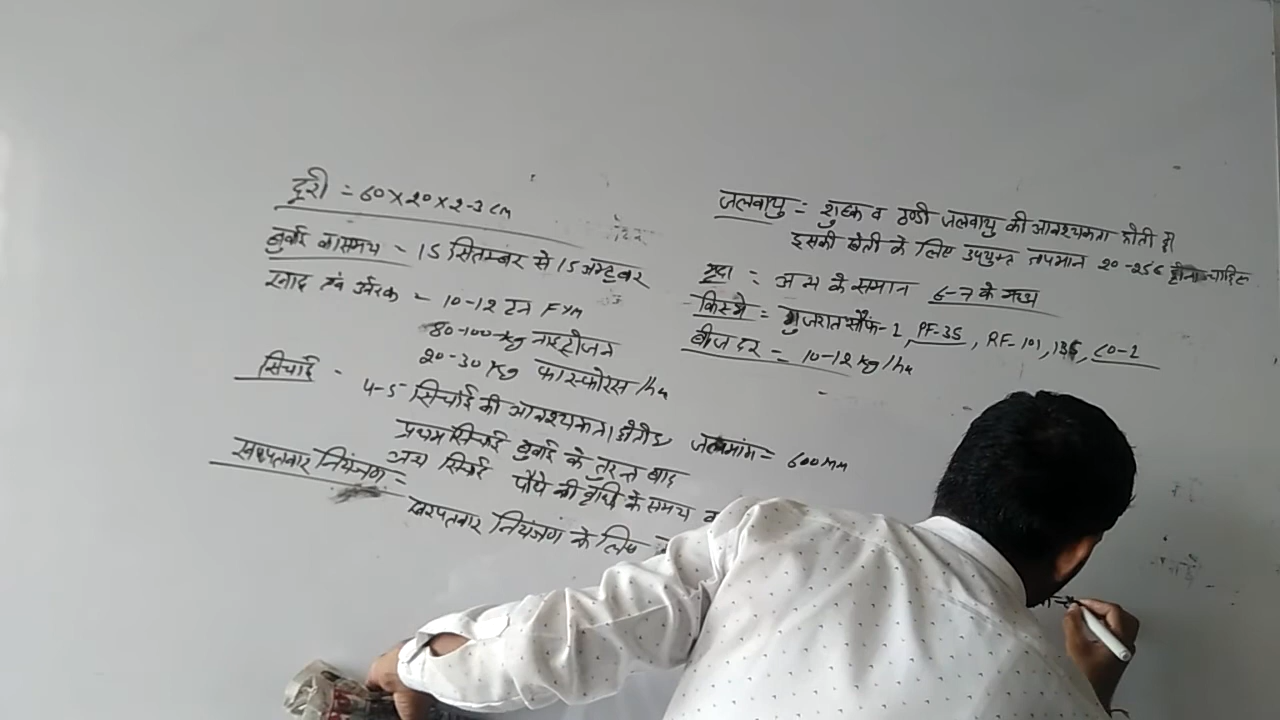 दूरी = 60 x 20 x 2-3 cm
बुवाई का समय - 15 सितम्बर से 15 अक्टूबर
खाद एवं उर्वरक - 10-12 टन FYM
80-100 kg नाइट्रोजन
20-30 kg फास्फोरस /ha
सिंचाई - 4-5 सिंचाई की आवश्यकता होती है, जलमांग = 600 mm
प्रथम सिंचाई बुवाई के तुरन्त बाद
अन्य सिंचाई पौधे की वृद्धि के समय व
खरपतवार नियंत्रण =
खरपतवार नियंत्रण के लिए
जलवायु = शुष्क व ठण्डी जलवायु की आवश्यकता होती है
इसकी खेती के लिए उपयुक्त तापमान 20-25C होना चाहिए
मृदा = अन्य के समान 6-7 के मध्य
किस्मे = गुजरात सौंफ-1, PF-35, RF-101, CO-1
बीज दर = 10-12 kg/ha